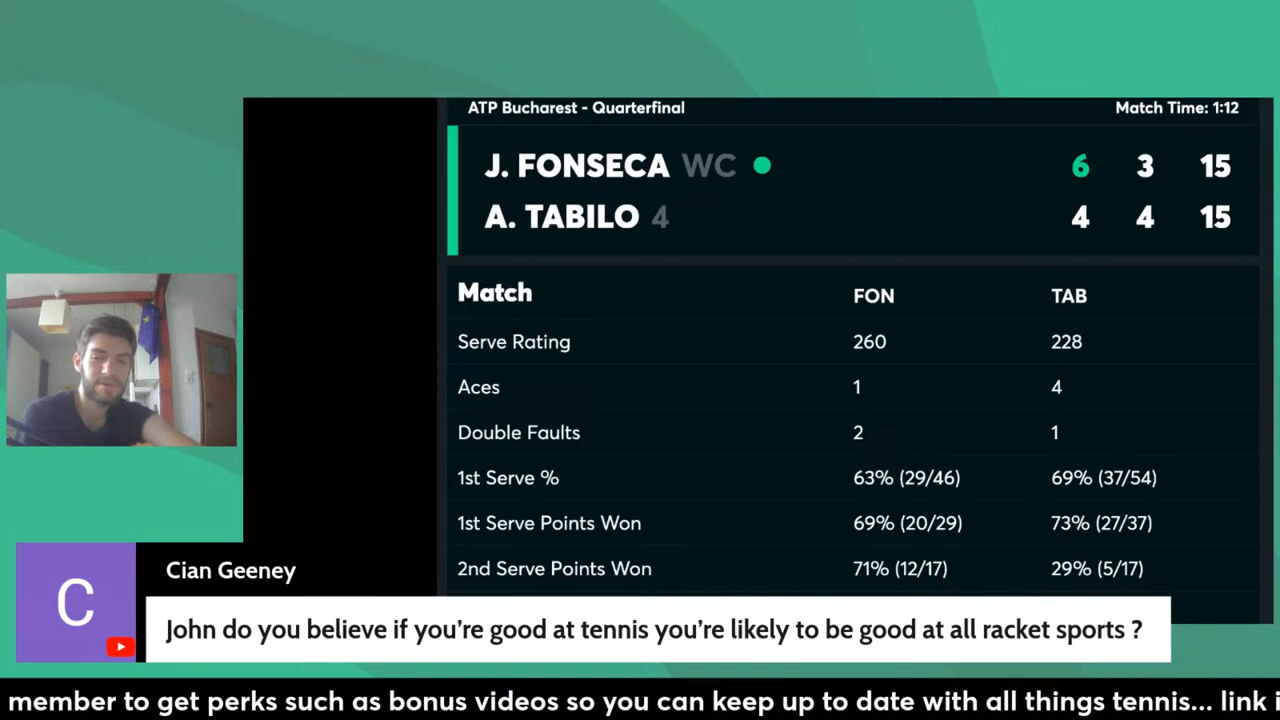 ATP Bucharest - Quarterfinal Match Time: 1:12
J. FONSECA WC 6 3 15
A. TABILO 4 4 4 15
Match FON TAB
Serve Rating 260 228
Aces 1 4
Double Faults 2 1
1st Serve % 63% (29/46) 69% (37/54)
1st Serve Points Won 69% (20/29) 73% (27/37)
2nd Serve Points Won 71% (12/17) 29% (5/17)
C
Cian Geeney
John do you believe if you're good at tennis you're likely to be good at all racket sports ?
member to get perks such as bonus videos so you can keep up to date with all things tennis... link i